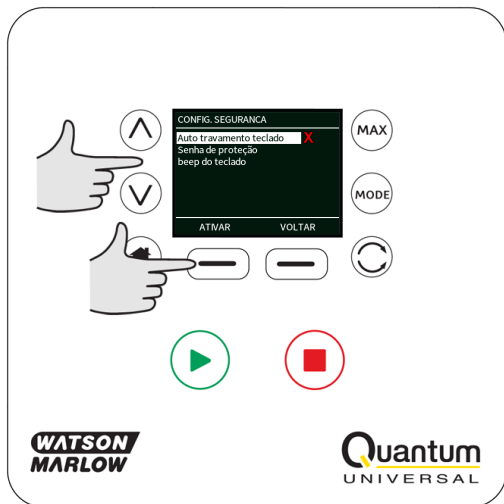 CONFIG. SEGURANCA
Auto travamento teclado X
Senha de proteção
beep do teclado
ATIVAR VOLTAR
MAX
MODE
WATSON
MARLOW
Quantum
UNIVERSAL